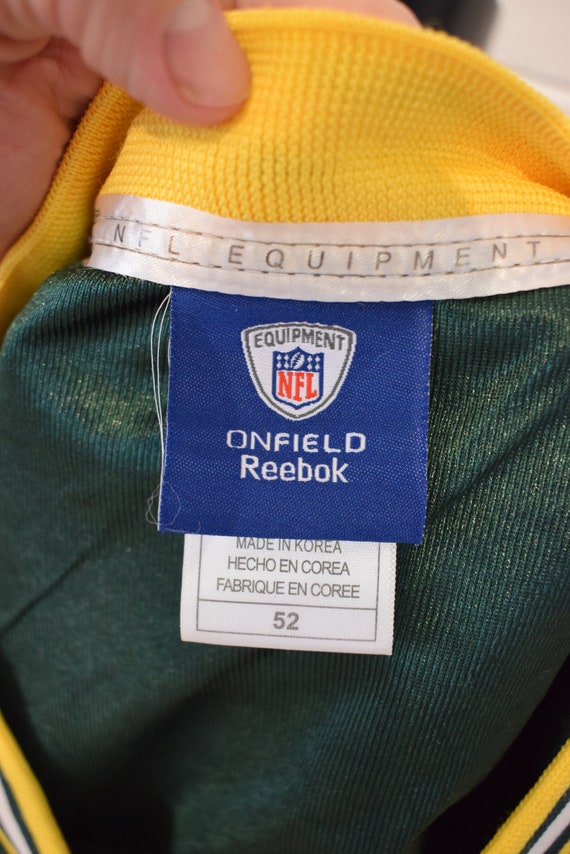 NFL EQUIPMENT
EQUIPMENT
NFL
ONFIELD
Reebok
MADE IN KOREA
HECHO EN COREA
FABRIQUE EN COREE
52